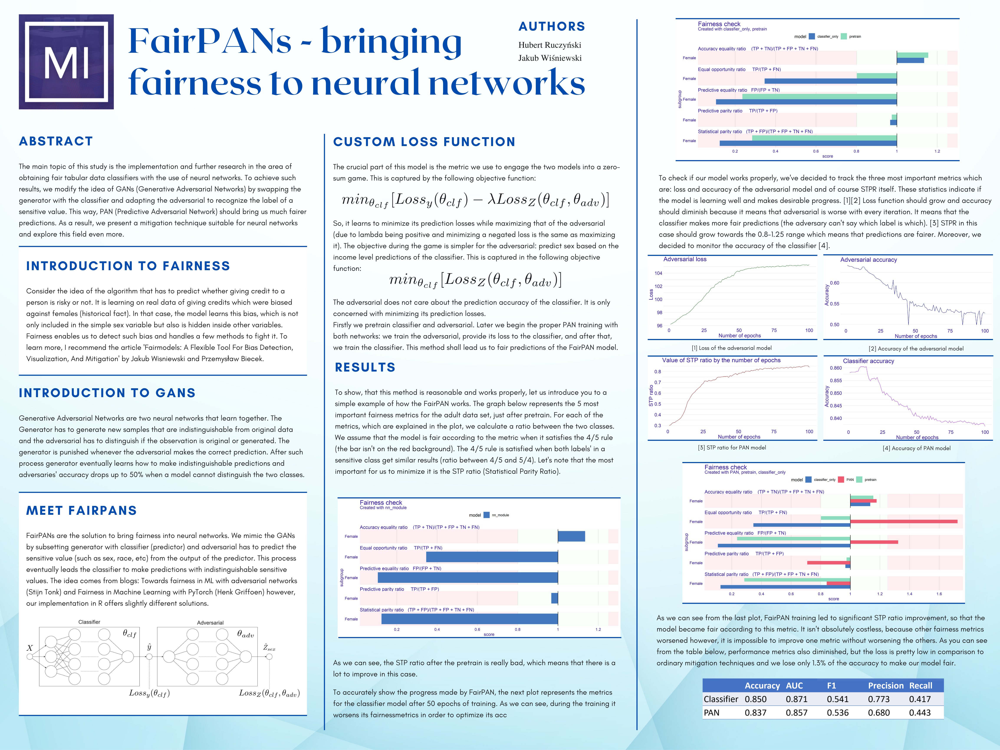 MI
FairPANs - bringing
fairness to neural networks
AUTHORS
Hubert Ruczyński
Jakub Wiśniewski
ABSTRACT
The main topic of this study is the implementation and further research in the area of
obtaining fair tabular data classifiers with the use of neural networks. To achieve such
results, we modify the idea of GANs (Generative Adversarial Networks) by swapping the
generator with the classifier and adapting the adversarial to recognize the label of a
sensitive value. This way, PAN (Predictive Adversarial Network) should bring us much fairer
predictions. As a result, we present a mitigation technique suitable for neural networks
and explore this field even more.
INTRODUCTION TO FAIRNESS
Consider the idea of the algorithm that has to predict whether giving credit to a
person is risky or not. It is learning on real data of giving credits which were biased
against females (historical fact). In that case, the model learns this bias, which is not
only included in the simple sex variable but also is hidden inside other variables.
Fairness enables us to detect such bias and handles a few methods to fight it. To
learn more, I recommend the article 'Fairmodels: A Flexible Tool For Bias Detection,
Visualization, And Mitigation' by Jakub Wisniewski and Przemysław Biecek.
INTRODUCTION TO GANS
Generative Adversarial Networks are two neural networks that learn together. The
Generator has to generate new samples that are indistinguishable from original data
and the adversarial has to distinguish if the observation is original or generated. The
generator is punished whenever the adversarial makes the correct prediction. After such
process generator eventually learns how to make indistinguishable predictions and
adversaries' accuracy drops up to 50% when a model cannot distinguish the two classes.
MEET FAIRPANS
FairPANs are the solution to bring fairness into neural networks. We mimic the GANs
by subsetting generator with classifier (predictor) and adversarial has to predict the
sensitive value (such as sex, race, etc) from the output of the predictor. This process
eventually leads the classifier to make predictions with indistinguishable sensitive
values. The idea comes from blogs: Towards fairness in ML with adversarial networks
(Stijn Tonk) and Fairness in Machine Learning with PyTorch (Henk Griffoen) however,
our implementation in R offers slightly different solutions.
Classifier Adversarial
θ_clf θ_adv
X ŷ Ẑ_sex
Loss_y(θ_clf) Loss_Z(θ_clf, θ_adv)
CUSTOM LOSS FUNCTION
The crucial part of this model is the metric we use to engage the two models into a zero-
sum game. This is captured by the following objective function:
min_θ_clf [Loss_y(θ_clf) − λLoss_Z(θ_clf, θ_adv)]
So, it learns to minimize its prediction losses while maximizing that of the adversarial
(due to lambda being positive and minimizing a negated loss is the same as maximizing
it). The objective during the game is simpler for the adversarial: predict sex based on the
income level predictions of the classifier. This is captured in the following objective
function:
min_θ_clf [Loss_Z(θ_clf, θ_adv)]
The adversarial does not care about the prediction accuracy of the classifier. It is only
concerned with minimizing its prediction losses.
Firstly we pretrain classifier and adversarial. Later we begin the proper PAN training with
both networks: we train the adversarial, provide its loss to the classifier, and after that,
we train the classifier. This method shall lead us to fair predictions of the FairPAN model.
RESULTS
To show, that this method is reasonable and works properly, let us introduce you to a
simple example of how the FairPAN works. The graph below represents the 5 most
important fairness metrics for the adult data set, just after pretrain. For each of the
metrics, which are explained in the plot, we calculate a ratio between the two classes.
We assume that the model is fair according to the metric when it satisfies the 4/5 rule
(the bar isn't on the red background). The 4/5 rule is satisfied when both labels' in a
sensitive class get similar results (ratio between 4/5 and 5/4). Let's note that the most
important for us to minimize it is the STP ratio (Statistical Parity Ratio).
Fairness check
Created with nn_module
model nn_module
Accuracy equality ratio (TP + TN)/(TP + FP + TN + FN)
Female
Equal opportunity ratio TP/(TP + FN)
Female
Predictive equality ratio FP/(FP + TN)
Female
subgroup
Predictive parity ratio TP/(TP + FP)
Female
Statistical parity ratio (TP + FP)/(TP + FP + TN + FN)
Female
0.2 0.4 0.6 0.8 1 1.2
score
As we can see, the STP ratio after the pretrain is really bad, which means that there is a
lot to improve in this case.
To accurately show the progress made by FairPAN, the next plot represents the metrics
for the classifier model after 50 epochs of training. As we can see, during the training it
worsens its fairnessmetrics in order to optimize its acc
Fairness check
Created with classfier_only, pretrain
model classfier_only pretrain
Accuracy equality ratio (TP + TN)/(TP + FP + TN + FN)
Female
Equal opportunity ratio TP/(TP + FN)
Female
Predictive equality ratio FP/(FP + TN)
Female
subgroup
Predictive parity ratio TP/(TP + FP)
Female
Statistical parity ratio (TP + FP)/(TP + FP + TN + FN)
Female
0.2 0.4 0.6 0.8 1 1.2
score
To check if our model works properly, we've decided to track the three most important metrics which
are: loss and accuracy of the adversarial model and of course STPR itself. These statistics indicate if
the model is learning well and makes desirable progress. [1][2] Loss function should grow and accuracy
should diminish because it means that adversarial is worse with every iteration. It means that the
classifier makes more fair predictions (the adversary can't say which label is which). [3] STPR in this
case should grow towards the 0.8-1.25 range which means that predictions are fairer. Moreover, we
decided to monitor the accuracy of the classifier [4].
Adversarial loss
Loss
104
102
100
98
96
0 25 50 75 100
Number of epochs
[1] Loss of the adversarial model
Adversarial accuracy
Accuracy
0.60
0.55
0.50
0 25 50 75 100
Number of epochs
[2] Accuracy of the adversarial model
Value of STP ratio by the number of epochs
STP ratio
0.8
0.7
0.6
0.5
0.4
0.3
0 25 50 75 100
Number of epochs
[3] STP ratio for PAN model
Classifier accuracy
Accuracy
0.860
0.855
0.850
0.845
0.840
0 25 50 75 100
Number of epochs
[4] Accuracy of PAN model
Fairness check
Created with PAN, pretrain, classifier_only
model classifier_only PAN pretrain
Accuracy equality ratio (TP + TN)/(TP + FP + TN + FN)
Female
Equal opportunity ratio TP/(TP + FN)
Female
Predictive equality ratio FP/(FP + TN)
Female
subgroup
Predictive parity ratio TP/(TP + FP)
Female
Statistical parity ratio (TP + FP)/(TP + FP + TN + FN)
Female
0.2 0.4 0.6 0.8 1 1.2 1.4 1.6
score
As we can see from the last plot, FairPAN training led to significant STP ratio improvement, so that the
model became fair according to this metric. It isn't absolutely costless, because other fairness metrics
worsened however, it is impossible to improve one metric without worsening the others. As you can see
from the table below, performance metrics also diminished, but the loss is pretty low in comparison to
ordinary mitigation techniques and we lose only 1.3% of the accuracy to make our model fair.
Accuracy AUC F1 Precision Recall
Classifier 0.850 0.871 0.541 0.773 0.417
PAN 0.837 0.857 0.536 0.680 0.443